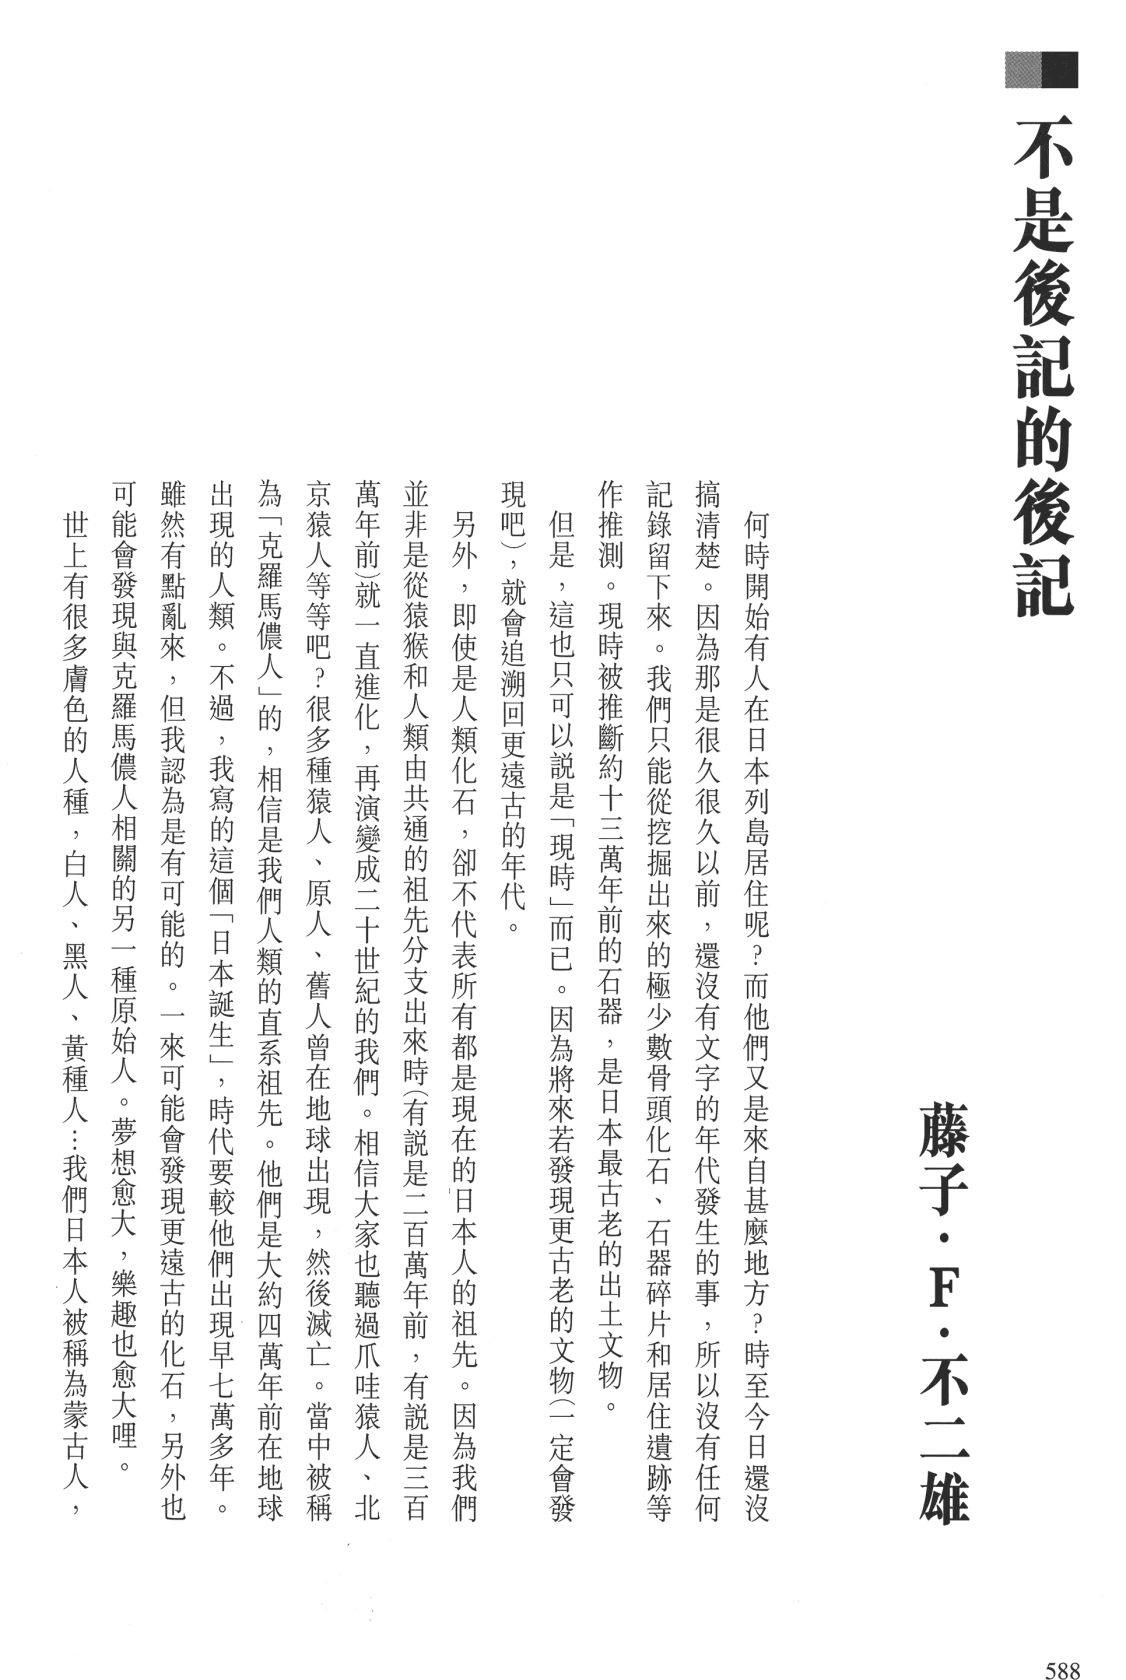 不是後記的後記
藤子・F・不二雄
何時開始有人在日本列島居住呢?而他們又是來自甚麼地方?時至今日還沒
搞清楚。因為那是很久很久以前，還沒有文字的年代發生的事，所以沒有任何
記錄留下來。我們只能從挖掘出來的極少數骨頭化石、石器碎片和居住遺跡等
作推測。現時被推斷約十三萬年前的石器，是日本最古老的出土文物。
但是，這也只可以說是「現時」而已。因為將來若發現更古老的文物(一定會發
現吧)，就會追溯回更遠古的年代。
另外，即使是人類化石，卻不代表所有都是現在的日本人的祖先。因為我們
並非是從猿猴和人類由共通的祖先分支出來時(有說是二百萬年前，有說是三百
萬年前)就一直進化，再演變成二十世紀的我們。相信大家也聽過爪哇猿人、北
京猿人等等吧?很多種猿人、原人、舊人曾在地球出現，然後滅亡。當中被稱
為「克羅馬儂人」的，相信是我們人類的直系祖先。他們是大約四萬年前在地球
出現的人類。不過，我寫的這個「日本誕生」，時代要較他們出現早七萬多年。
雖然有點亂來，但我認為是有可能的。一來可能會發現更遠古的化石，另外也
可能會發現與克羅馬儂人相關的另一種原始人。夢想愈大，樂趣也愈大哩。
世上有很多膚色的人種，白人、黑人、黃種人…我們日本人被稱為蒙古人，
588